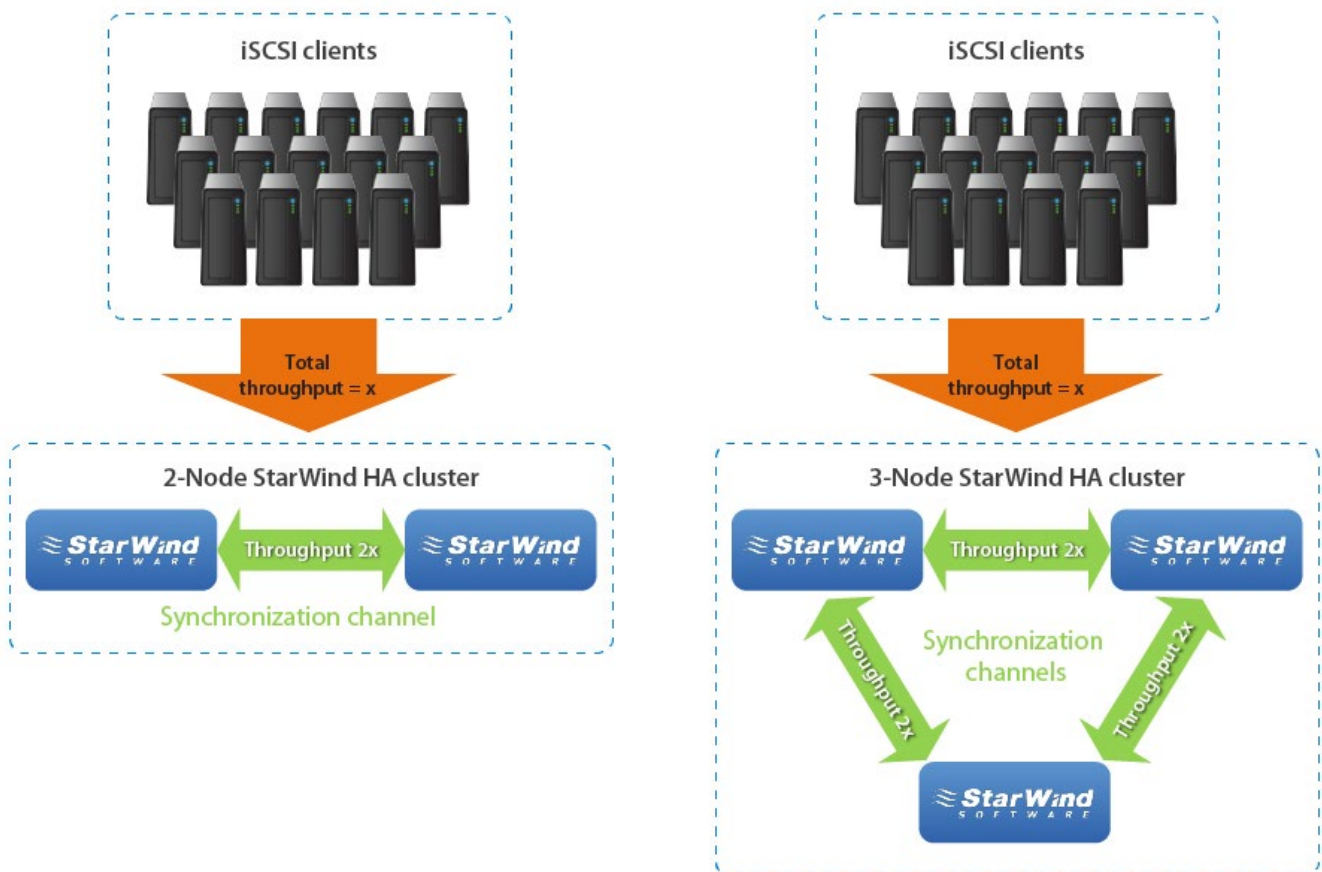 iSCSI clients
Total
throughput = x
2-Node StarWind HA cluster
StarWind
SOFTWARE
Throughput 2x
StarWind
SOFTWARE
Synchronization channel
iSCSI clients
Total
throughput = x
3-Node StarWind HA cluster
StarWind
SOFTWARE
Throughput 2x
StarWind
SOFTWARE
Throughput 2x
Synchronization
channels
Throughput 2x
StarWind
SOFTWARE